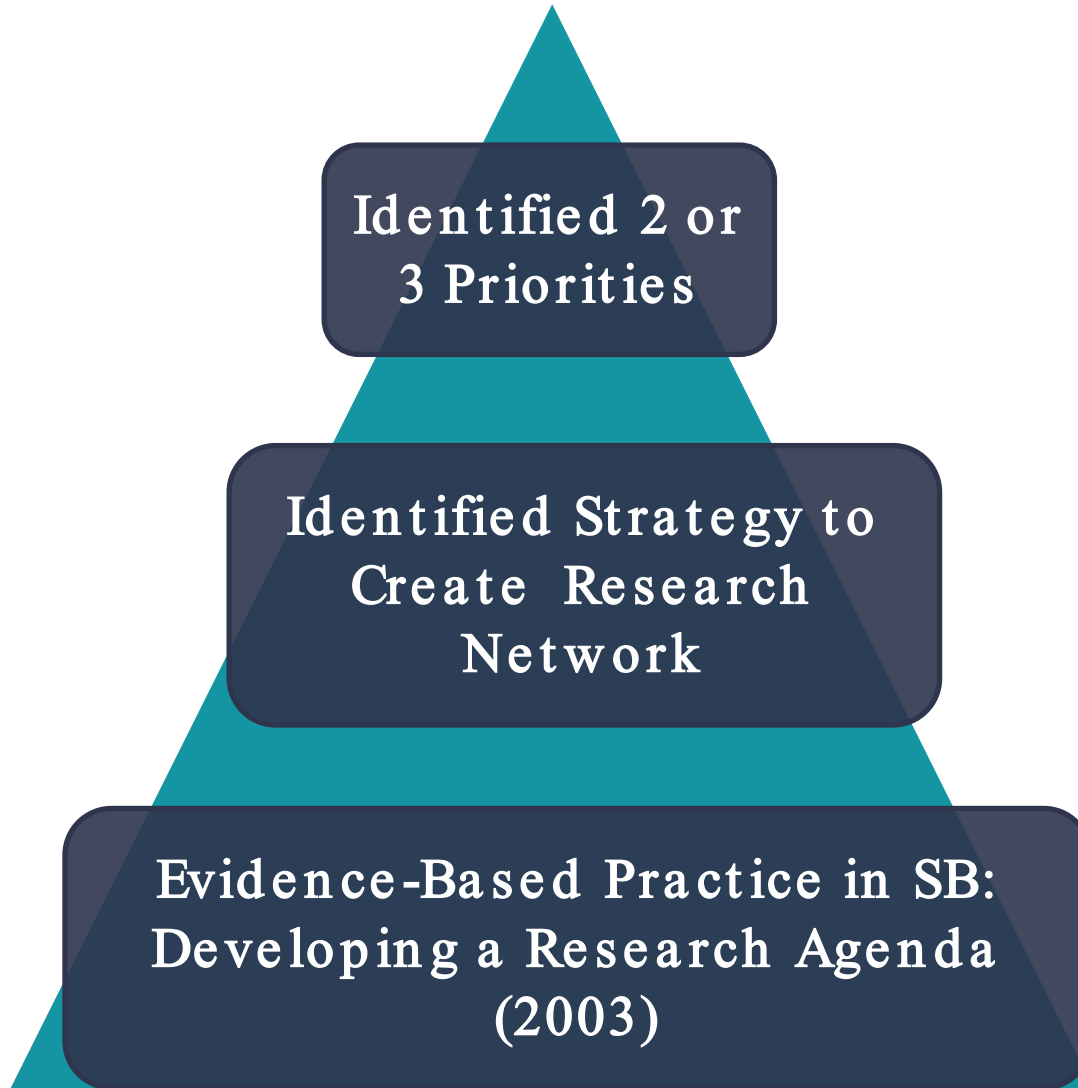 Identified 2 or
3 Priorities
Identified Strategy to
Create Research
Network
Evidence-Based Practice in SB:
Developing a Research Agenda
(2003)